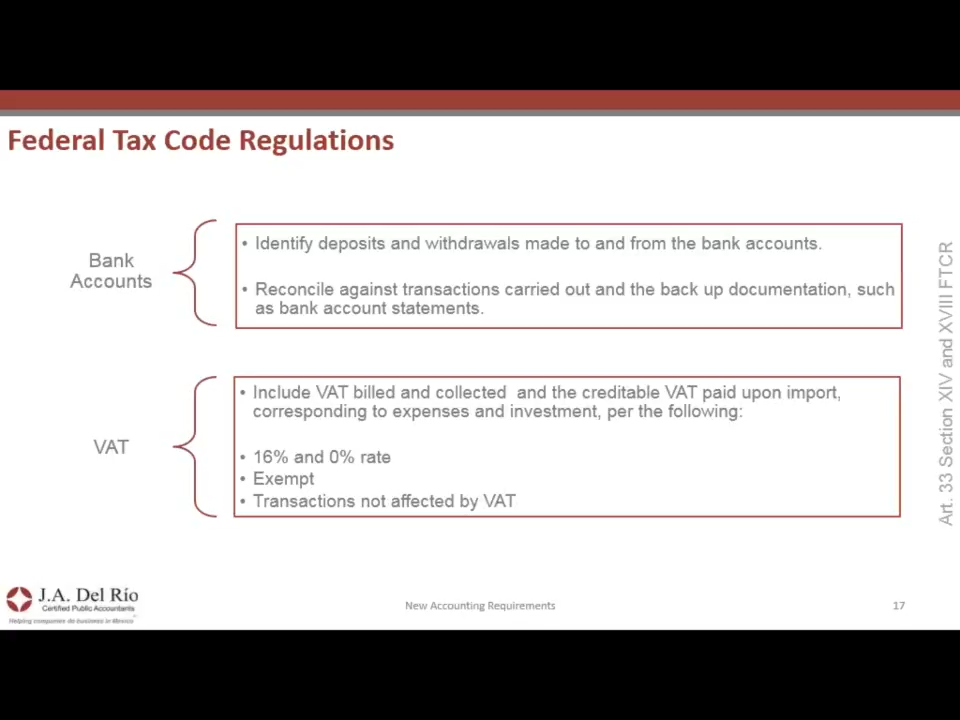 Federal Tax Code Regulations
Bank
Accounts
• Identify deposits and withdrawals made to and from the bank accounts.
• Reconcile against transactions carried out and the back up documentation, such
as bank account statements.
VAT
• Include VAT billed and collected  and the creditable VAT paid upon import,
corresponding to expenses and investment, per the following:
• 16% and 0% rate
• Exempt
• Transactions not affected by VAT
Art. 33 Section XIV and XVIII FTCR
J.A. Del Río
Certified Public Accountants
Helping companies do business in Mexico
New Accounting Requirements
17